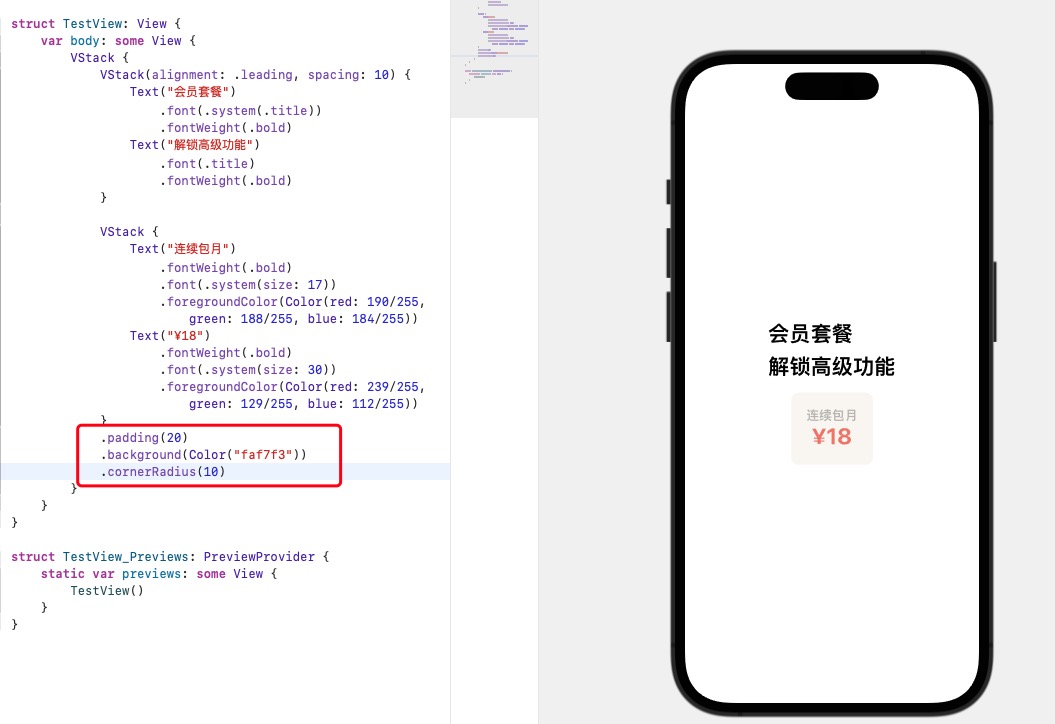 struct TestView: View {
var body: some View {
VStack {
VStack(alignment: .leading, spacing: 10) {
Text("会员套餐")
.font(.system(.title))
.fontWeight(.bold)
Text("解锁高级功能")
.font(.title)
.fontWeight(.bold)
}
VStack {
Text("连续包月")
.fontWeight(.bold)
.font(.system(size: 17))
.foregroundColor(Color(red: 190/255,
green: 188/255, blue: 184/255))
Text("¥18")
.fontWeight(.bold)
.font(.system(size: 30))
.foregroundColor(Color(red: 239/255,
green: 129/255, blue: 112/255))
}
.padding(20)
.background(Color("faf7f3"))
.cornerRadius(10)
}
}
}
struct TestView_Previews: PreviewProvider {
static var previews: some View {
TestView()
}
}
会员套餐
解锁高级功能
连续包月
¥18